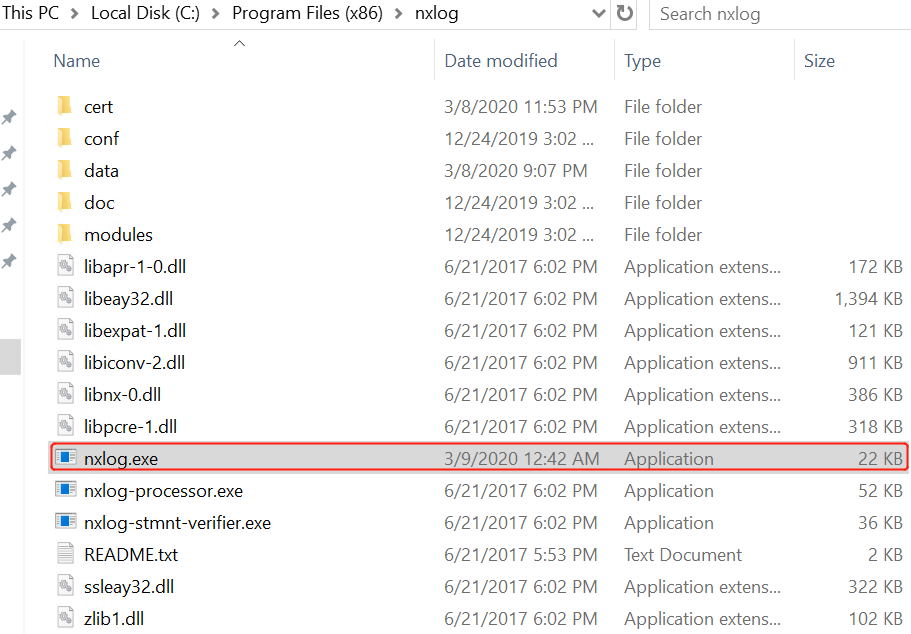 This PC > Local Disk (C:) > Program Files (x86) > nxlog Search nxlog
Name Date modified Type Size
cert 3/8/2020 11:53 PM File folder
conf 12/24/2019 3:02 ... File folder
data 3/8/2020 9:07 PM File folder
doc 12/24/2019 3:02 ... File folder
modules 12/24/2019 3:02 ... File folder
libapr-1-0.dll 6/21/2017 6:02 PM Application extens... 172 KB
libeay32.dll 6/21/2017 6:02 PM Application extens... 1,394 KB
libexpat-1.dll 6/21/2017 6:02 PM Application extens... 121 KB
libiconv-2.dll 6/21/2017 6:02 PM Application extens... 911 KB
libnx-0.dll 6/21/2017 6:02 PM Application extens... 386 KB
libpcre-1.dll 6/21/2017 6:02 PM Application extens... 318 KB
nxlog.exe 3/9/2020 12:42 AM Application 22 KB
nxlog-processor.exe 6/21/2017 6:02 PM Application 52 KB
nxlog-stmnt-verifier.exe 6/21/2017 6:02 PM Application 36 KB
README.txt 6/21/2017 5:53 PM Text Document 2 KB
ssleay32.dll 6/21/2017 6:02 PM Application extens... 322 KB
zlib1.dll 6/21/2017 6:02 PM Application extens... 102 KB